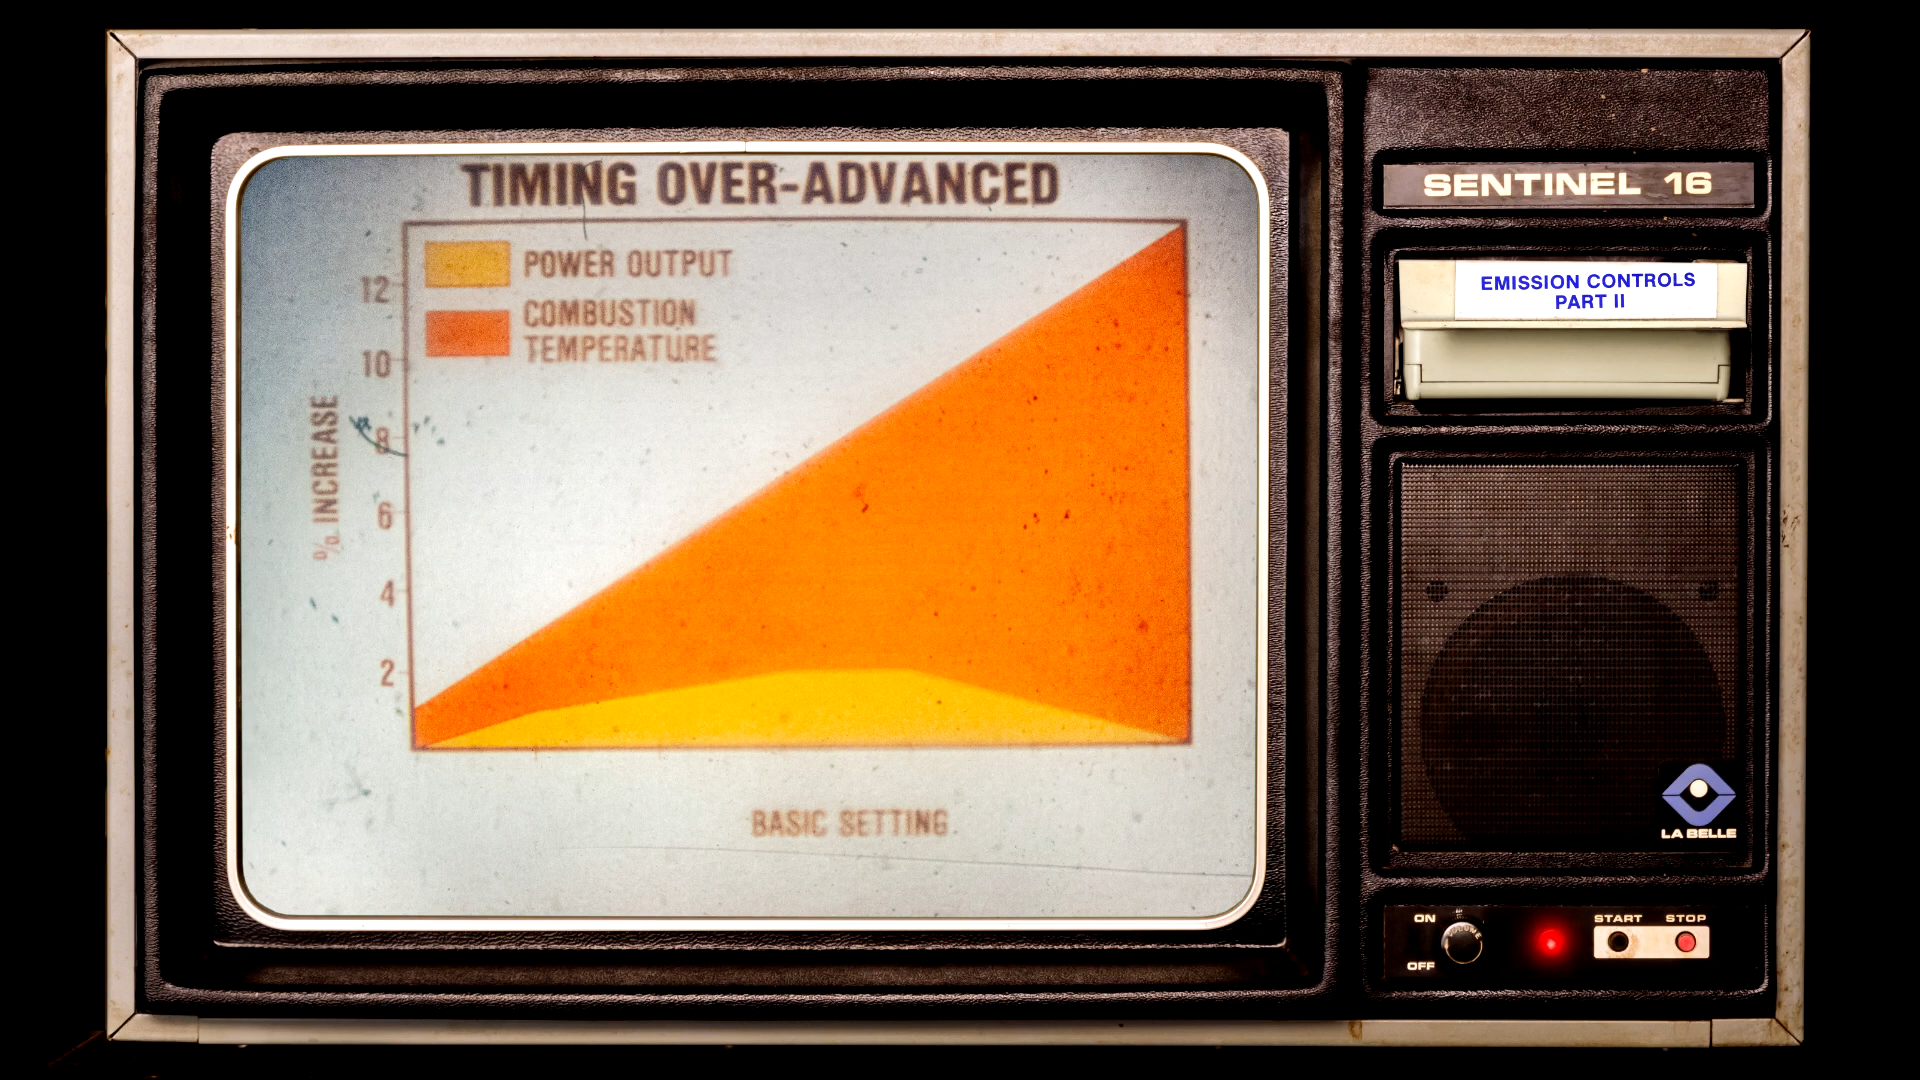 TIMING OVER-ADVANCED
POWER OUTPUT
COMBUSTION
TEMPERATURE
12
10
8
6
4
2
% INCREASE
BASIC SETTING
SENTINEL 16
EMISSION CONTROLS
PART II
LA BELLE
ON
OFF
VOLUME
START STOP